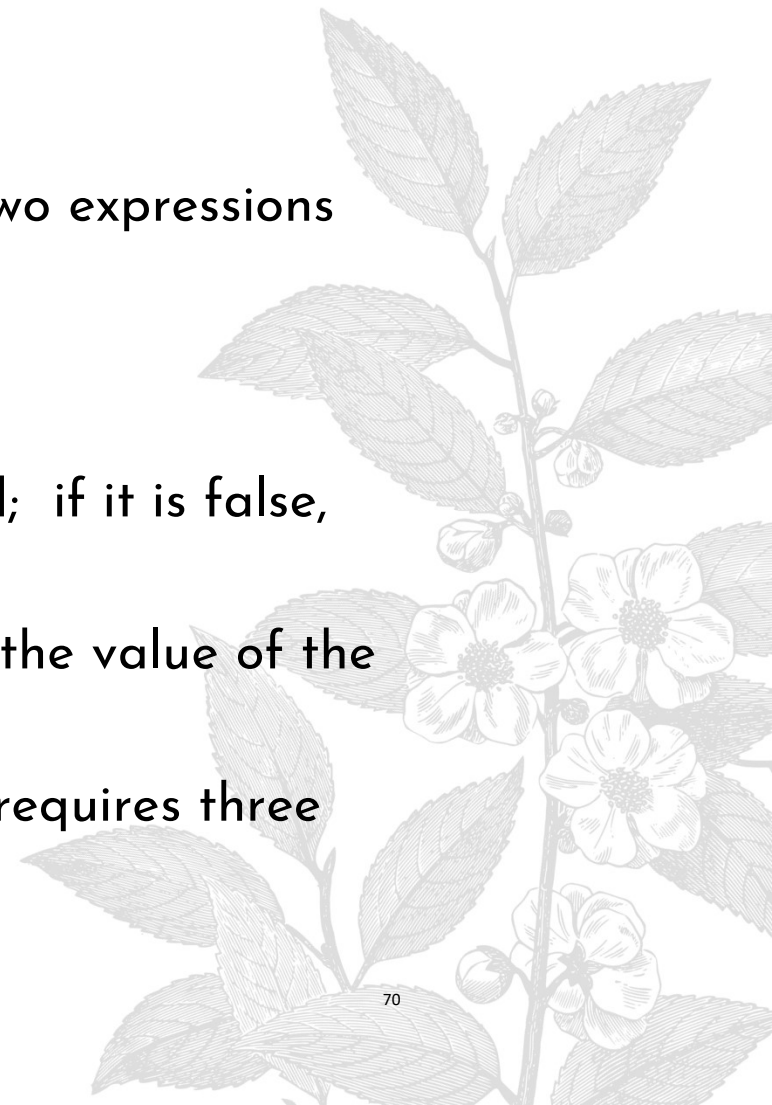 wo expressions
; if it is false,
the value of the
requires three
70